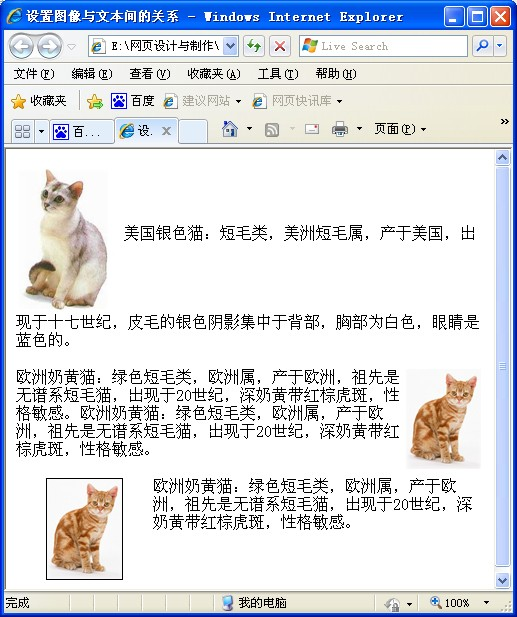 设置图像与文本间的关系 - Windows Internet Explorer
E:\网页设计与制作\
Live Search
文件(F) 编辑(E) 查看(V) 收藏夹(A) 工具(T) 帮助(H)
收藏夹 百度 建议网站 网页快讯库
百... 设. 页面(P)
美国银色猫：短毛类，美洲短毛属，产于美国，出
现于十七世纪，皮毛的银色阴影集中于背部，胸部为白色，眼睛是
蓝色的。
欧洲奶黄猫：绿色短毛类，欧洲属，产于欧洲，祖先是
无谱系短毛猫，出现于20世纪，深奶黄带红棕虎斑，性
格敏感。欧洲奶黄猫：绿色短毛类，欧洲属，产于欧
洲，祖先是无谱系短毛猫，出现于20世纪，深奶黄带红
棕虎斑，性格敏感。
欧洲奶黄猫：绿色短毛类，欧洲属，产于欧
洲，祖先是无谱系短毛猫，出现于20世纪，深
奶黄带红棕虎斑，性格敏感。
完成 我的电脑 100%